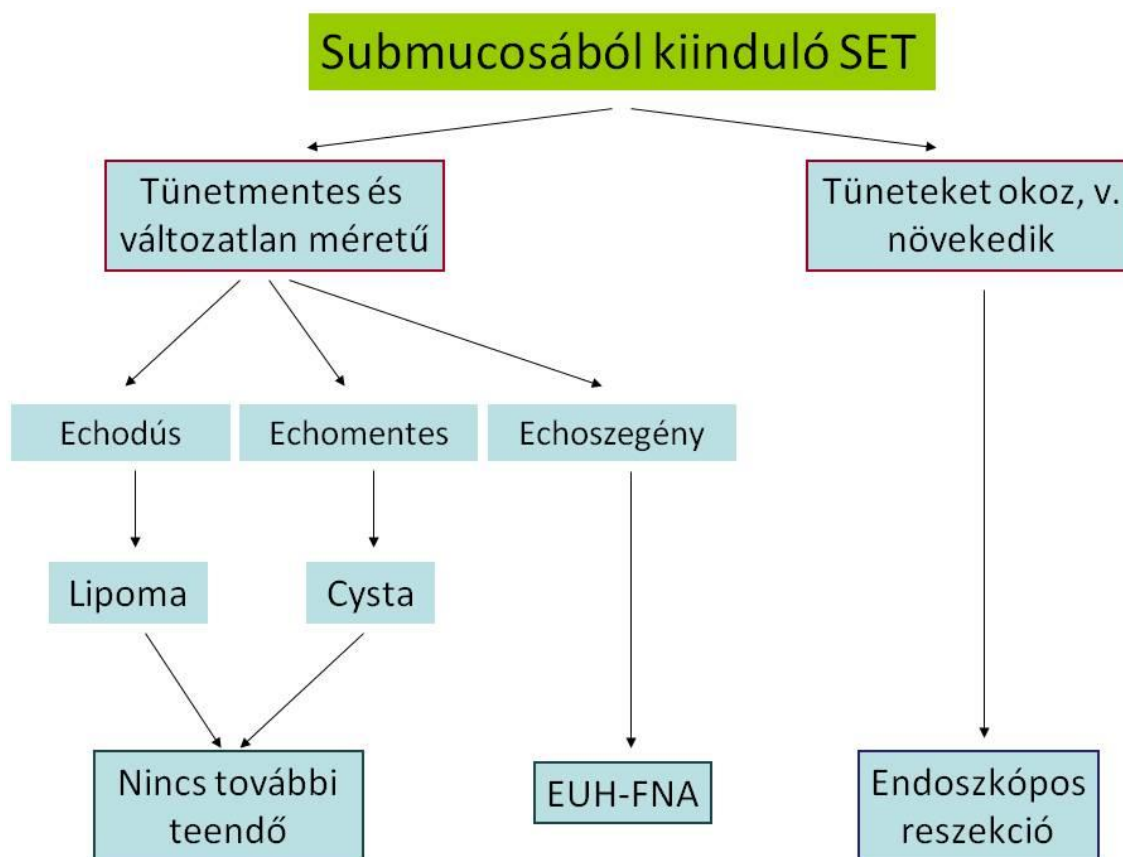 Submucosából kiinduló SET
Tünetmentes és
változatlan méretű
Tüneteket okoz, v.
növekedik
Echodús
Echomentes
Echoszegény
Lipoma
Cysta
Nincs további
teendő
EUH-FNA
Endoszkópos
reszekció